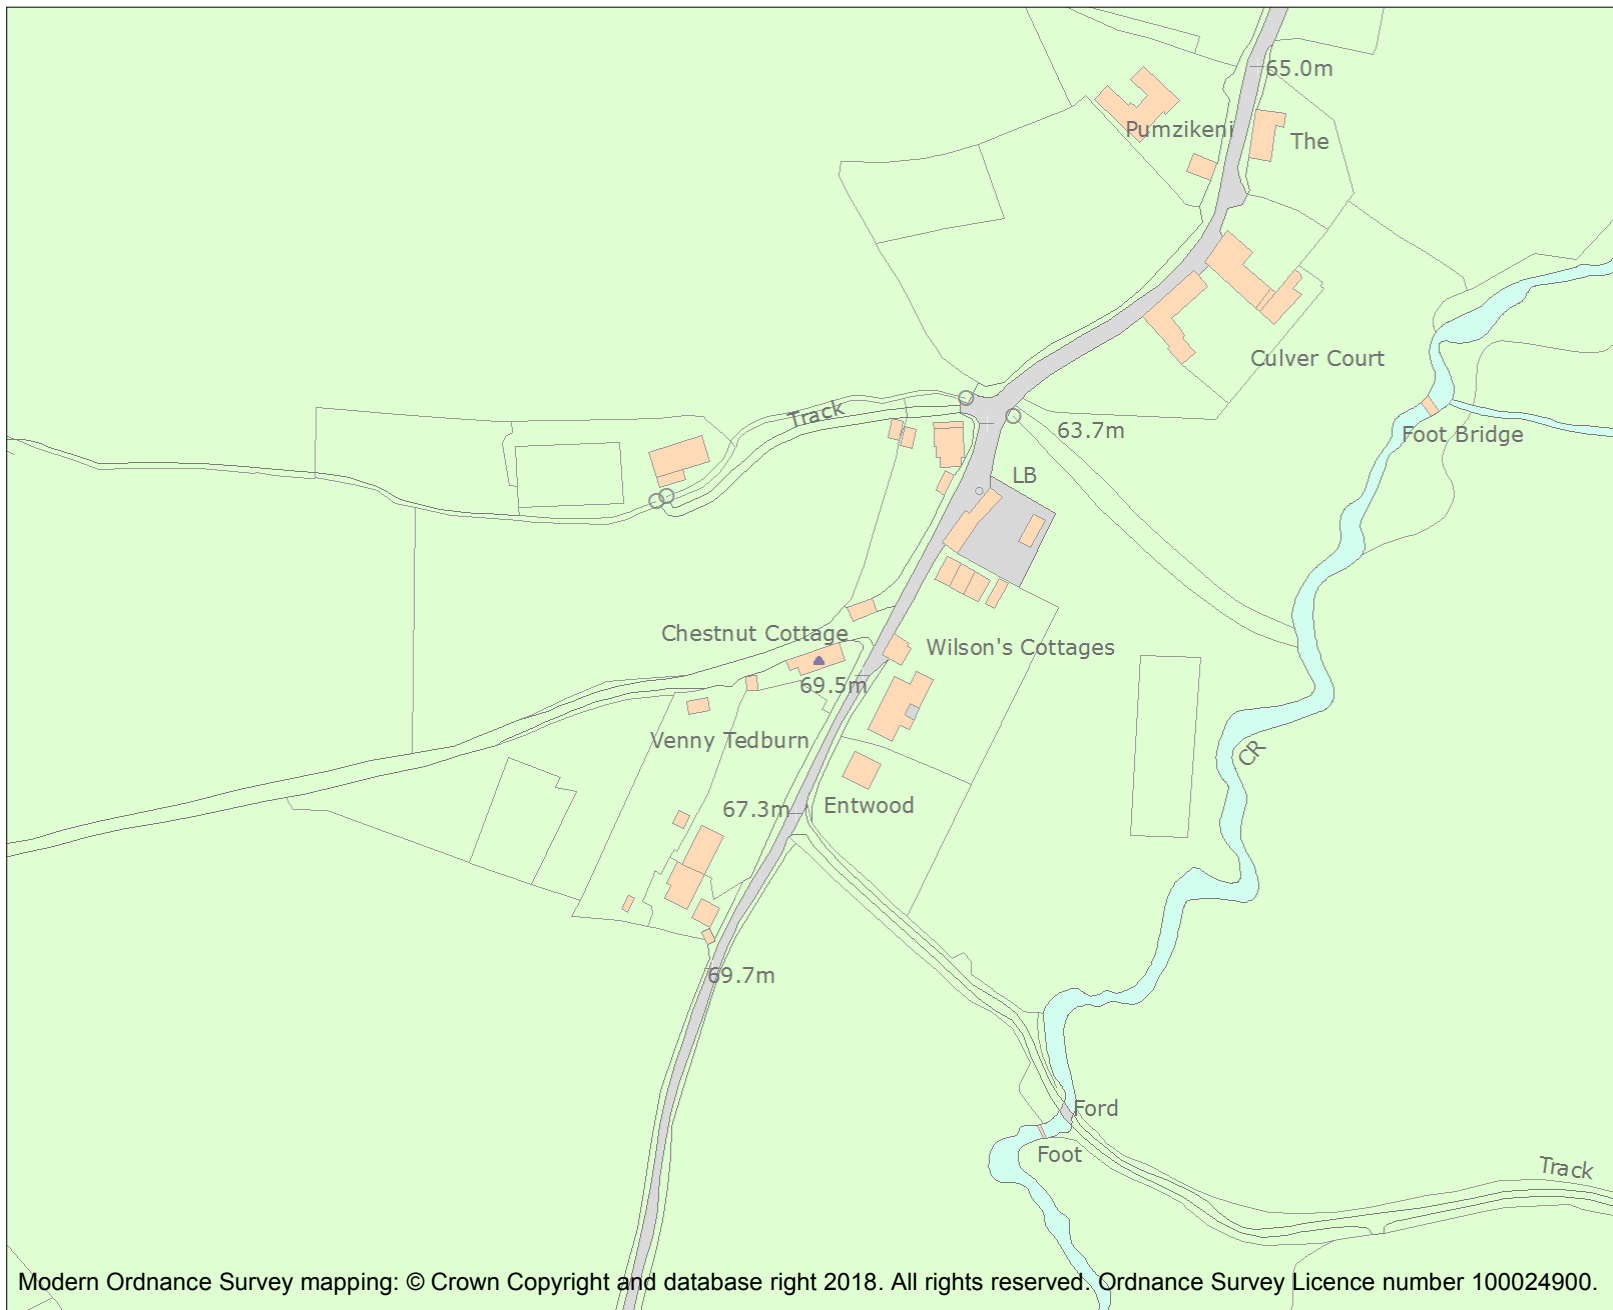 65.0m
Pumzikeni
The
Culver Court
Track
63.7m
Foot Bridge
LB
Chestnut Cottage
Wilson's Cottages
69.5m
Venny Tedburn
CR
67.3m
Entwood
69.7m
Ford
Foot
Track
Modern Ordnance Survey mapping: © Crown Copyright and database right 2018. All rights reserved. Ordnance Survey Licence number 100024900.